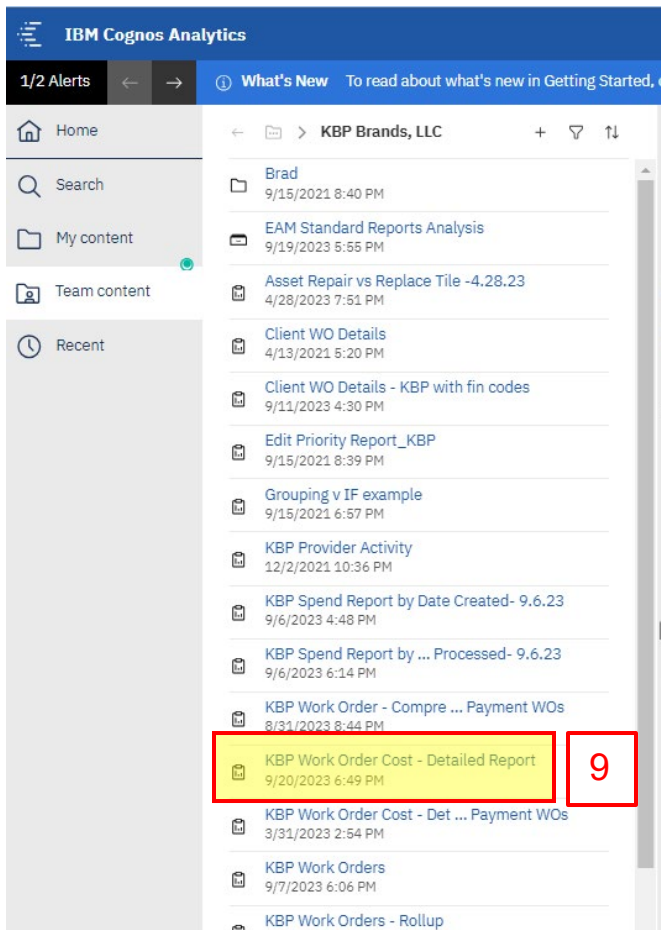 IBM Cognos Analytics
1/2 Alerts ← → What's New To read about what's new in Getting Started,
Home
KBP Brands, LLC
Search
My content
Team content
Recent
Brad
9/15/2021 8:40 PM
EAM Standard Reports Analysis
9/19/2023 5:55 PM
Asset Repair vs Replace Tile -4.28.23
4/28/2023 7:51 PM
Client WO Details
4/13/2021 5:20 PM
Client WO Details - KBP with fin codes
9/11/2023 4:30 PM
Edit Priority Report_KBP
9/15/2021 8:39 PM
Grouping v IF example
9/15/2021 6:57 PM
KBP Provider Activity
12/2/2021 10:36 PM
KBP Spend Report by Date Created- 9.6.23
9/6/2023 4:48 PM
KBP Spend Report by ... Processed- 9.6.23
9/6/2023 6:14 PM
KBP Work Order - Compre ... Payment WOs
8/31/2023 8:44 PM
KBP Work Order Cost - Detailed Report
9/20/2023 6:49 PM
9
KBP Work Order Cost - Det ... Payment WOs
3/31/2023 2:54 PM
KBP Work Orders
9/7/2023 6:06 PM
KBP Work Orders - Rollup